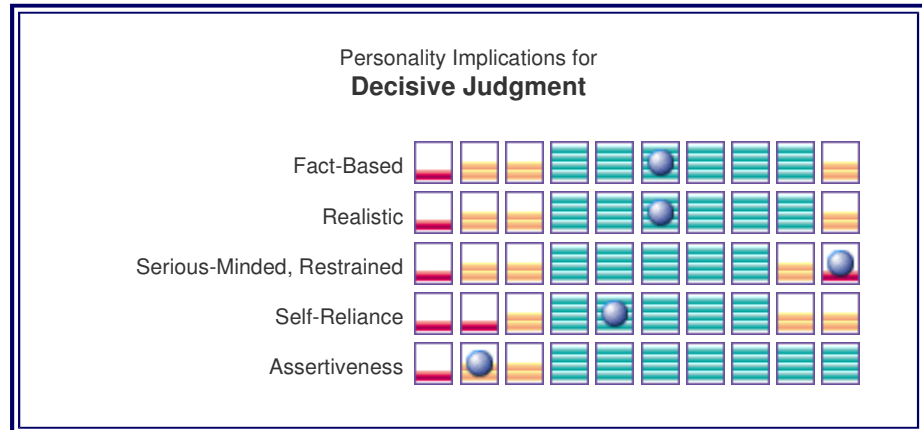 Personality Implications for
Decisive Judgment
Fact-Based
Realistic
Serious-Minded, Restrained
Self-Reliance
Assertiveness